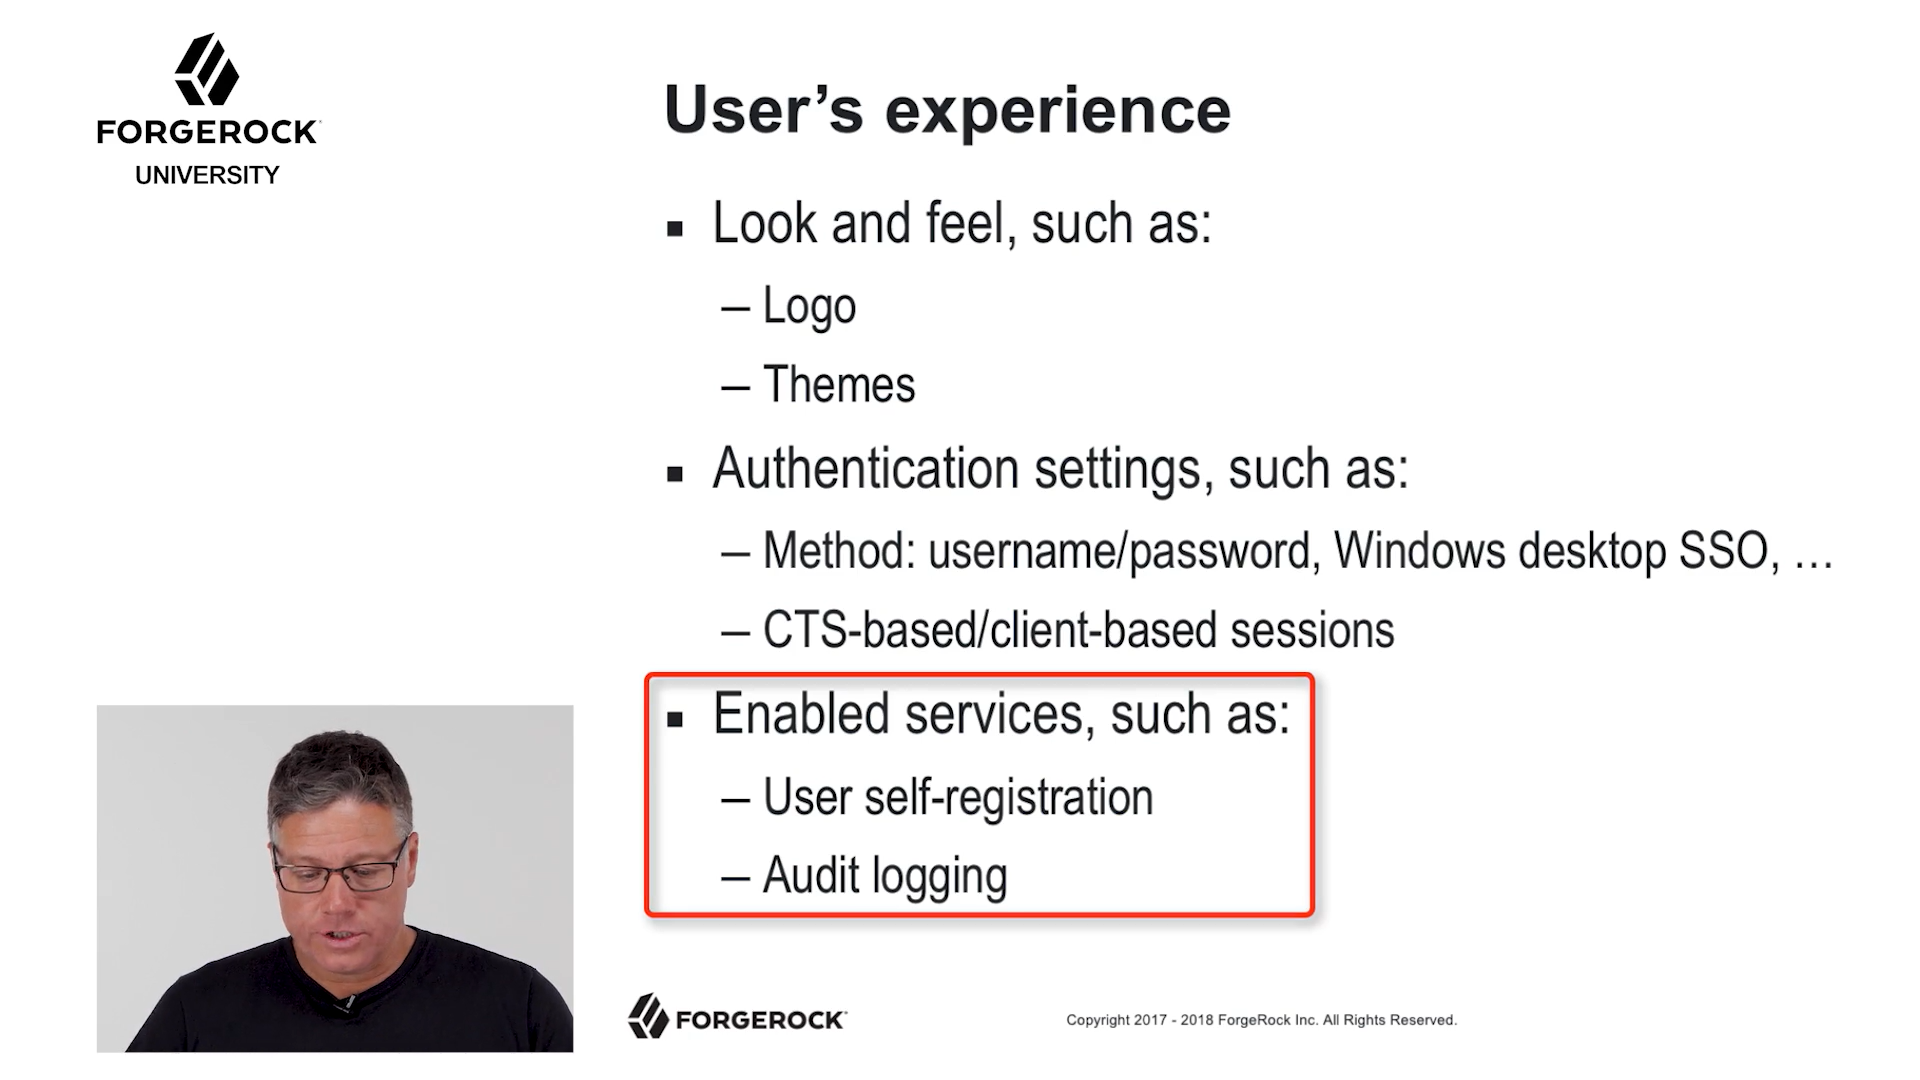 FORGEROCK
UNIVERSITY
User’s experience
▪ Look and feel, such as:
– Logo
– Themes
▪ Authentication settings, such as:
– Method: username/password, Windows desktop SSO, …
– CTS-based/client-based sessions
▪ Enabled services, such as:
– User self-registration
– Audit logging
FORGEROCK
Copyright 2017 - 2018 ForgeRock Inc. All Rights Reserved.